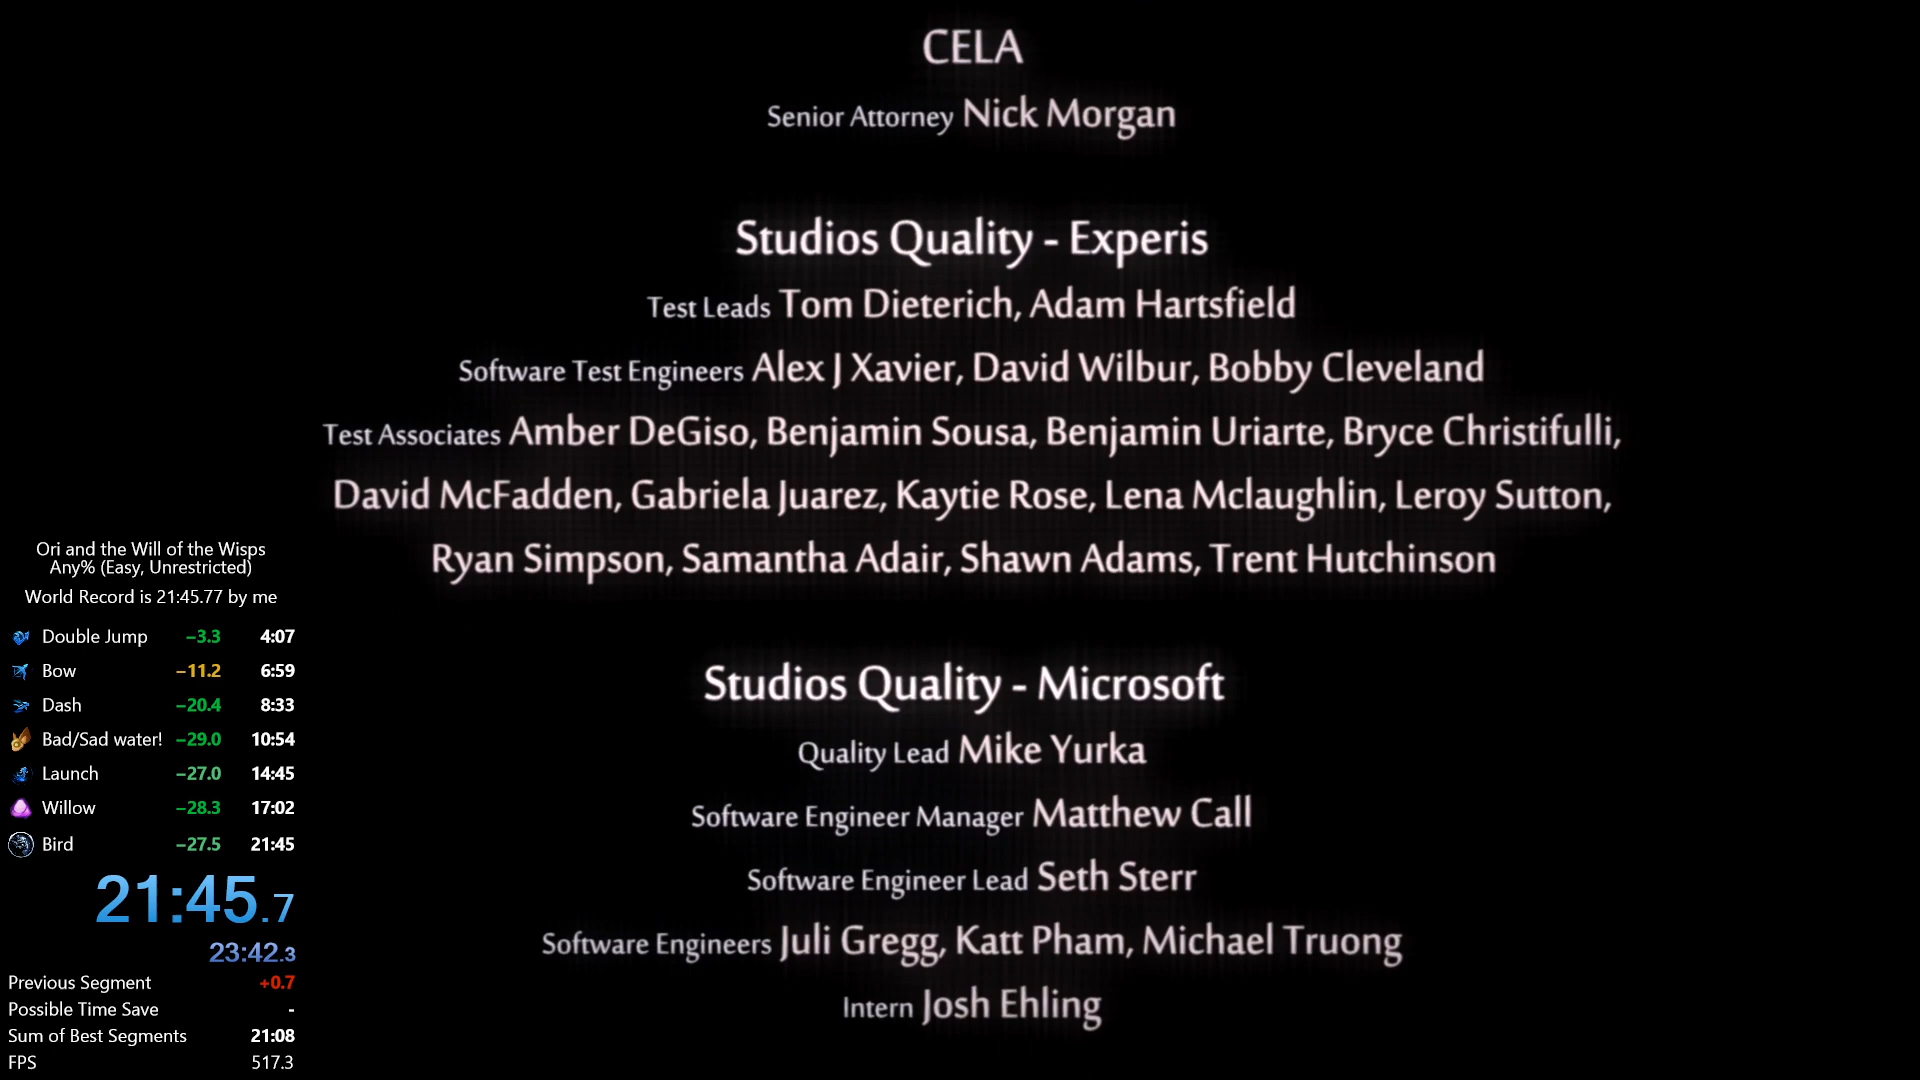 CELA
Senior Attorney Nick Morgan
Studios Quality - Experis
Test Leads Tom Dieterich, Adam Hartsfield
Software Test Engineers Alex J Xavier, David Wilbur, Bobby Cleveland
Test Associates Amber DeGiso, Benjamin Sousa, Benjamin Uriarte, Bryce Christifulli,
David McFadden, Gabriela Juarez, Kaytie Rose, Lena Mclaughlin, Leroy Sutton,
Ryan Simpson, Samantha Adair, Shawn Adams, Trent Hutchinson
Studios Quality - Microsoft
Quality Lead Mike Yurka
Software Engineer Manager Matthew Call
Software Engineer Lead Seth Sterr
Software Engineers Juli Gregg, Katt Pham, Michael Truong
Intern Josh Ehling
Ori and the Will of the Wisps
Any% (Easy, Unrestricted)
World Record is 21:45.77 by me
Double Jump −3.3 4:07
Bow −11.2 6:59
Dash −20.4 8:33
Bad/Sad water! −29.0 10:54
Launch −27.0 14:45
Willow −28.3 17:02
Bird −27.5 21:45
21:45.7
23:42.3
Previous Segment +0.7
Possible Time Save -
Sum of Best Segments 21:08
FPS 517.3